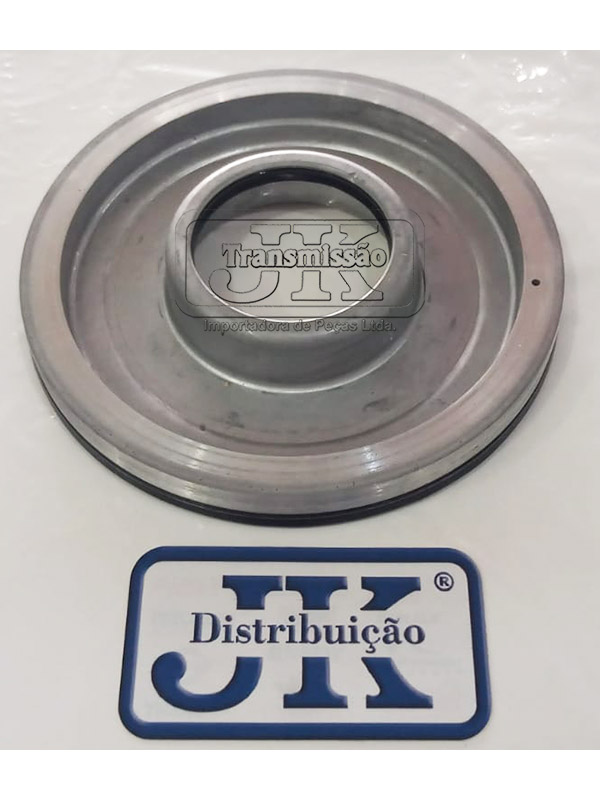 JK
Transmissão
Importadora de Peças Ltda.
JK®
Distribuição